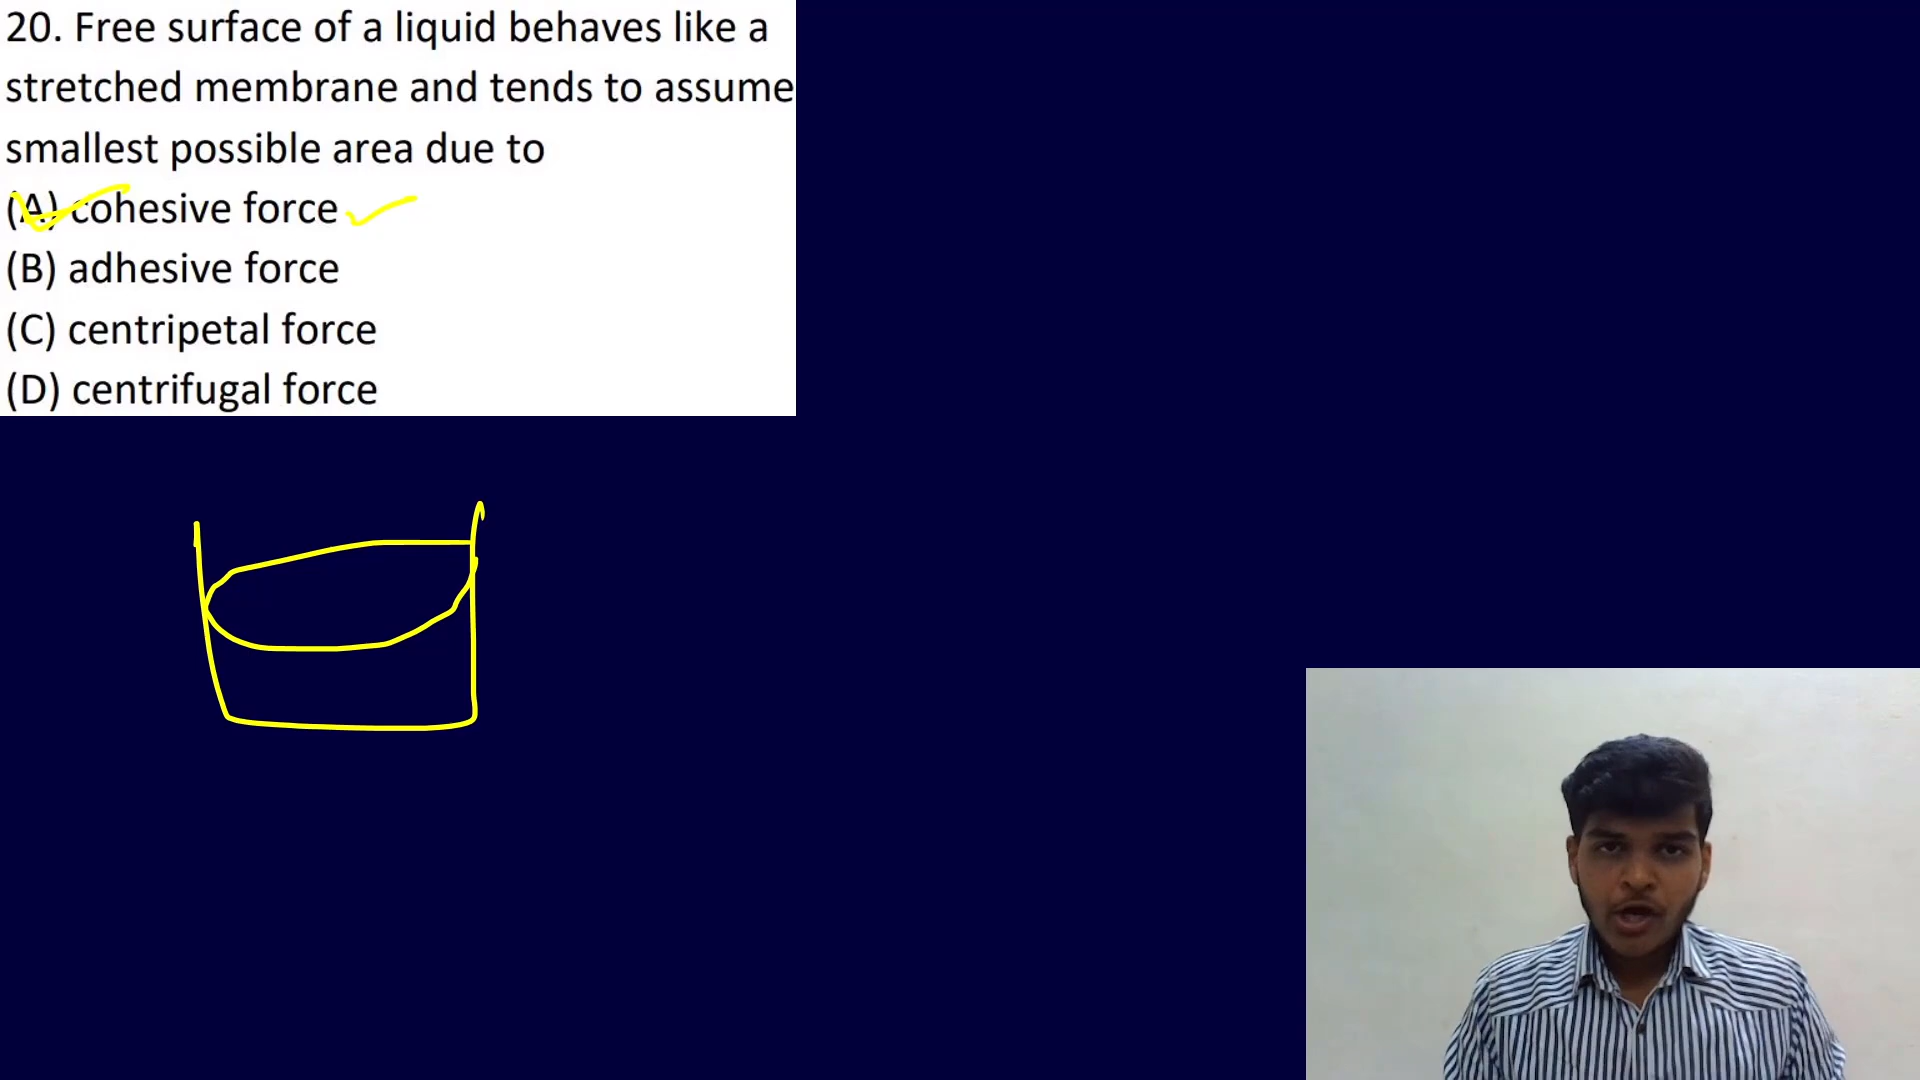 20. Free surface of a liquid behaves like a
stretched membrane and tends to assume
smallest possible area due to
(A) cohesive force
(B) adhesive force
(C) centripetal force
(D) centrifugal force